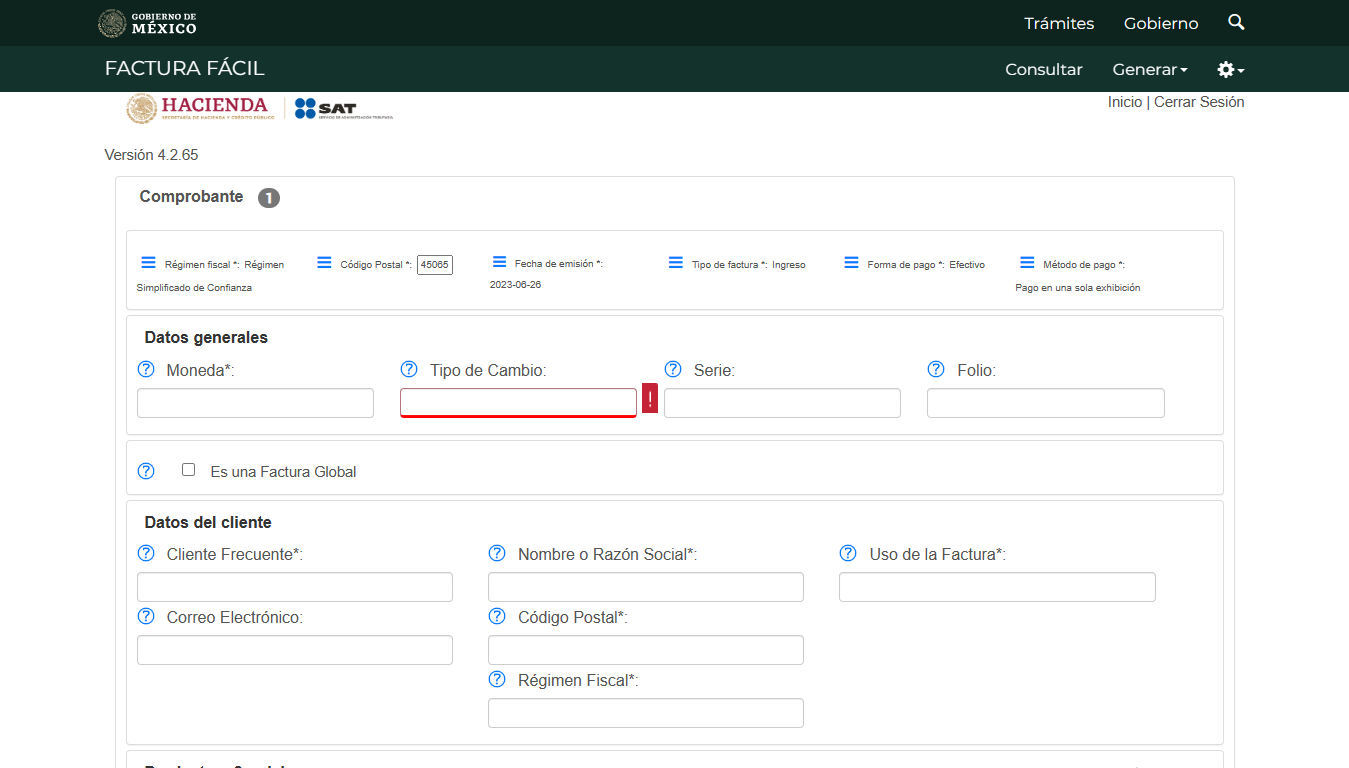 GOBIERNO DE
MÉXICO
Trámites Gobierno
FACTURA FÁCIL
Consultar Generar
HACIENDA
SECRETARÍA DE HACIENDA Y CRÉDITO PÚBLICO
SAT
SERVICIO DE ADMINISTRACIÓN TRIBUTARIA
Inicio | Cerrar Sesión
Versión 4.2.65
Comprobante 1
Régimen fiscal *: Régimen
Simplificado de Confianza
Código Postal *: 45065
Fecha de emisión *:
2023-06-26
Tipo de factura *: Ingreso
Forma de pago *: Efectivo
Método de pago *:
Pago en una sola exhibición
Datos generales
? Moneda*: ? Tipo de Cambio: ? Serie: ? Folio:
!
? Es una Factura Global
Datos del cliente
? Cliente Frecuente*: ? Nombre o Razón Social*: ? Uso de la Factura*:
? Correo Electrónico: ? Código Postal*:
? Régimen Fiscal*: